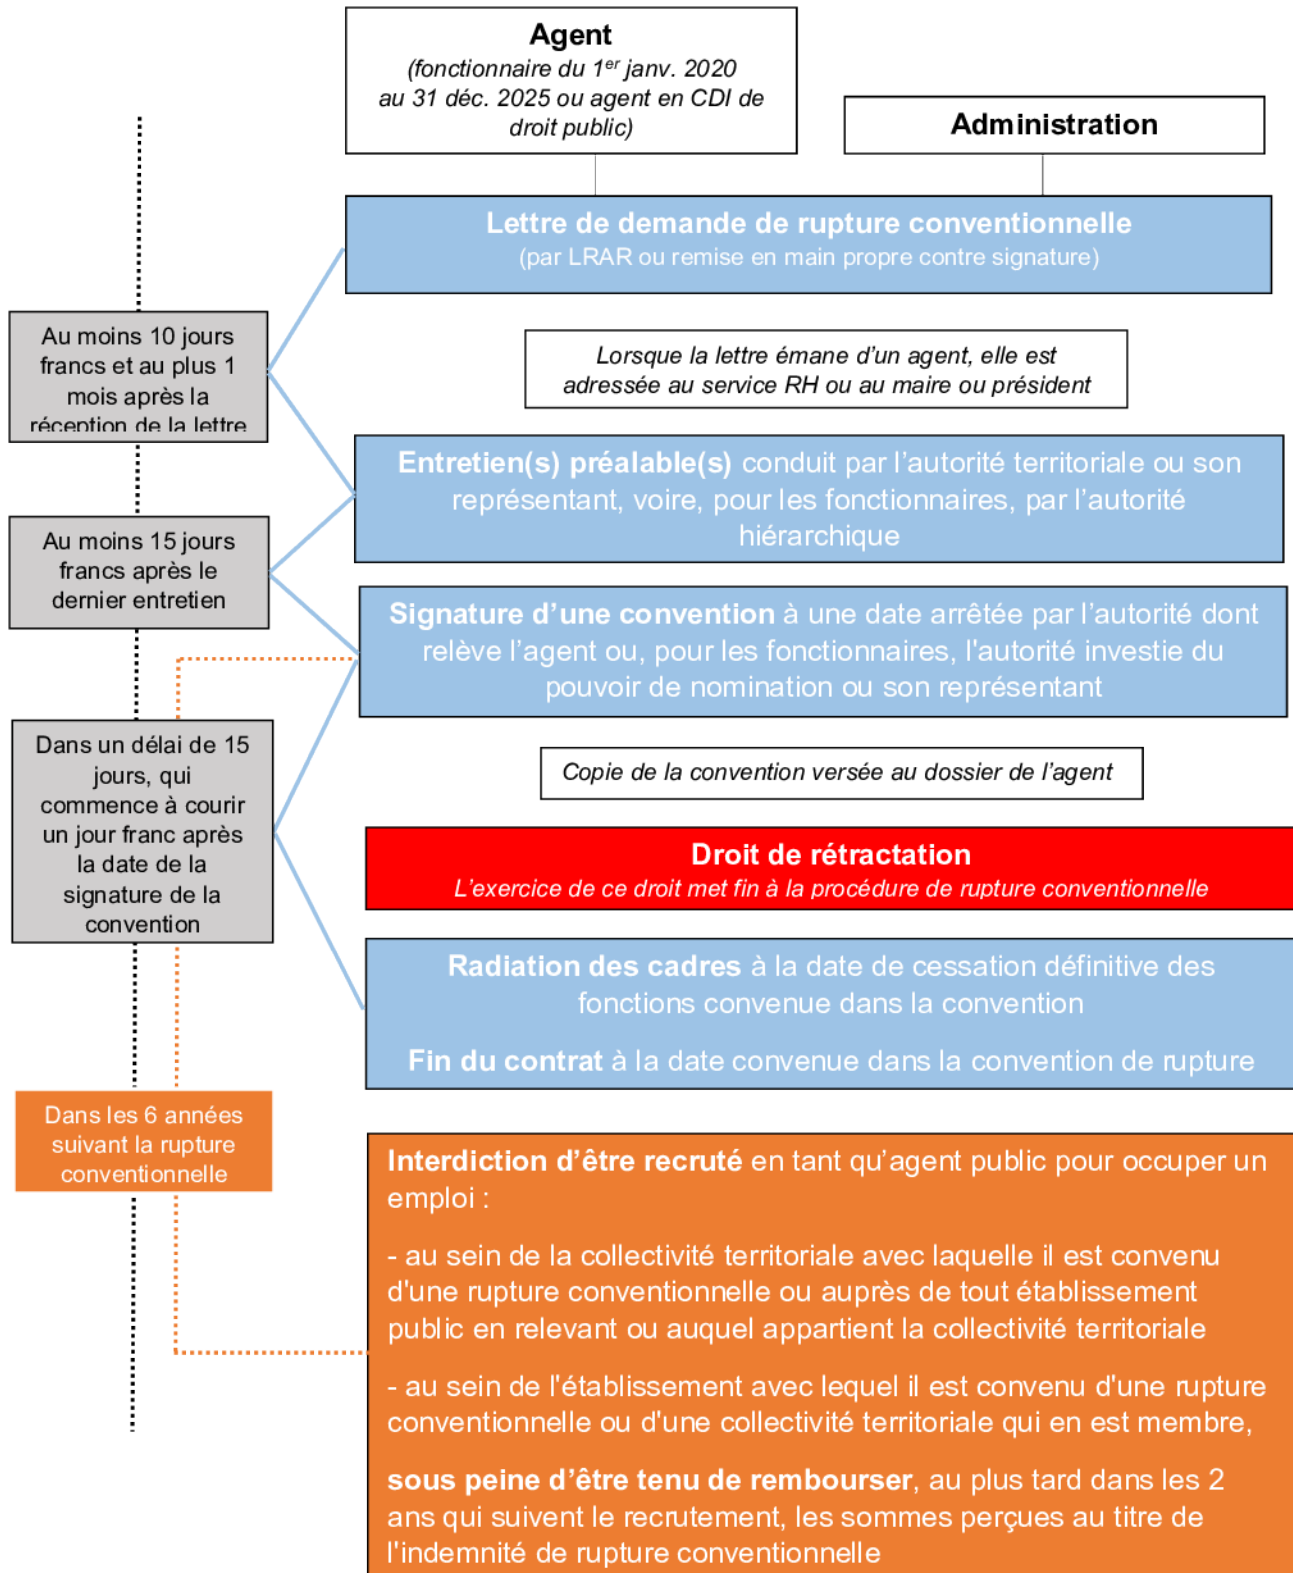 Agent
(fonctionnaire du 1er janv. 2020
au 31 déc. 2025 ou agent en CDI de
droit public)
Administration
Lettre de demande de rupture conventionnelle
(par LRAR ou remise en main propre contre signature)
Au moins 10 jours
francs et au plus 1
mois après la
réception de la lettre
Lorsque la lettre émane d'un agent, elle est
adressée au service RH ou au maire ou président
Entretien(s) préalable(s) conduit par l'autorité territoriale ou son
représentant, voire, pour les fonctionnaires, par l'autorité
hiérarchique
Au moins 15 jours
francs après le
dernier entretien
Signature d'une convention à une date arrêtée par l'autorité dont
relève l'agent ou, pour les fonctionnaires, l'autorité investie du
pouvoir de nomination ou son représentant
Dans un délai de 15
jours, qui
commence à courir
un jour franc après
la date de la
signature de la
convention
Copie de la convention versée au dossier de l'agent
Droit de rétractation
L'exercice de ce droit met fin à la procédure de rupture conventionnelle
Radiation des cadres à la date de cessation définitive des
fonctions convenue dans la convention
Fin du contrat à la date convenue dans la convention de rupture
Dans les 6 années
suivant la rupture
conventionnelle
Interdiction d'être recruté en tant qu'agent public pour occuper un
emploi :
- au sein de la collectivité territoriale avec laquelle il est convenu
d'une rupture conventionnelle ou auprès de tout établissement
public en relevant ou auquel appartient la collectivité territoriale
- au sein de l'établissement avec lequel il est convenu d'une rupture
conventionnelle ou d'une collectivité territoriale qui en est membre,
sous peine d'être tenu de rembourser, au plus tard dans les 2
ans qui suivent le recrutement, les sommes perçues au titre de
l'indemnité de rupture conventionnelle